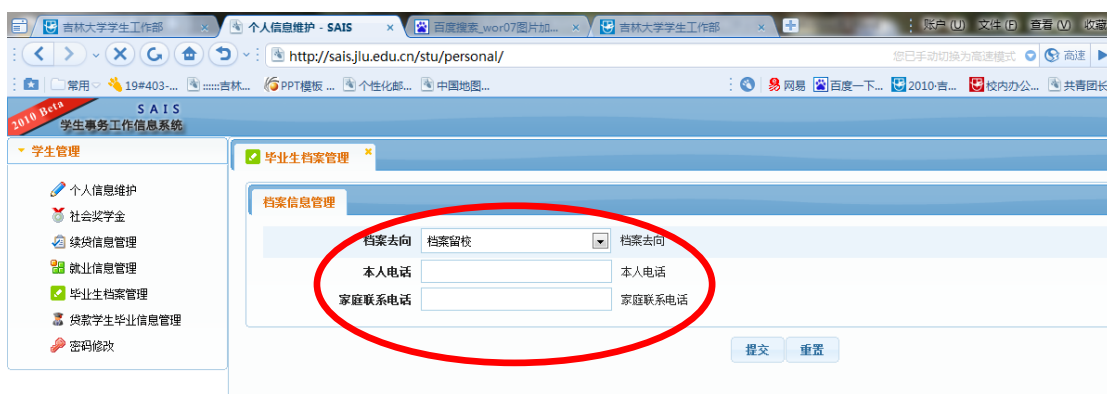 吉林大学学生工作部 × 个人信息维护 - SAIS × 百度搜索_wor07图片加... × 吉林大学学生工作部 × 账户(U) 文件(F) 查看(V) 收藏
http://sais.jlu.edu.cn/stu/personal/ 您已手动切换为高速模式 高速
常用 19#403-... :::::::吉林... PPT模板 ... 个性化邮... 中国地图... 网易 百度一下... 2010·吉... 校内办公... 共青团长
2010 Beta SAIS
学生事务工作信息系统
学生管理
毕业生档案管理
个人信息维护
社会奖学金
续贷信息管理
就业信息管理
毕业生档案管理
贷款学生毕业信息管理
密码修改
档案信息管理
档案去向 档案留校 档案去向
本人电话 本人电话
家庭联系电话 家庭联系电话
提交 重置